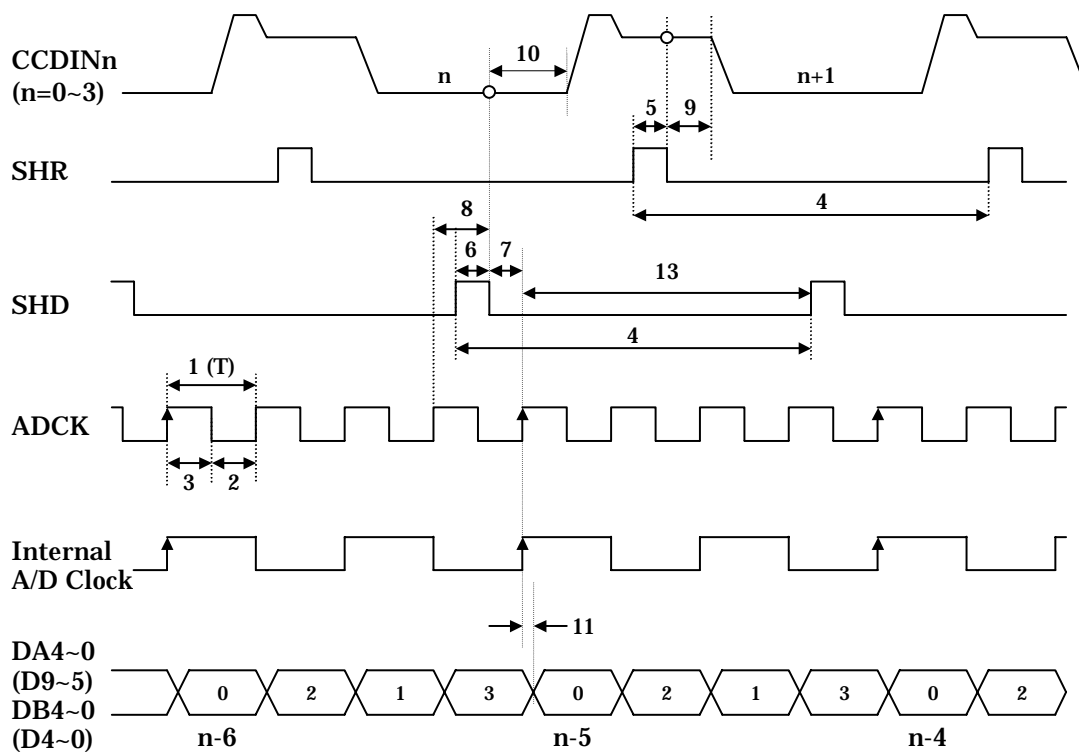 CCDINn
(n=0~3)
n
10
n+1
5
9
SHR
4
8
6
7
13
SHD
4
1 (T)
ADCK
3
2
Internal
A/D Clock
11
DA4~0
(D9~5)
DB4~0
(D4~0)
0 2 1 3 0 2 1 3 0 2
n-6 n-5 n-4